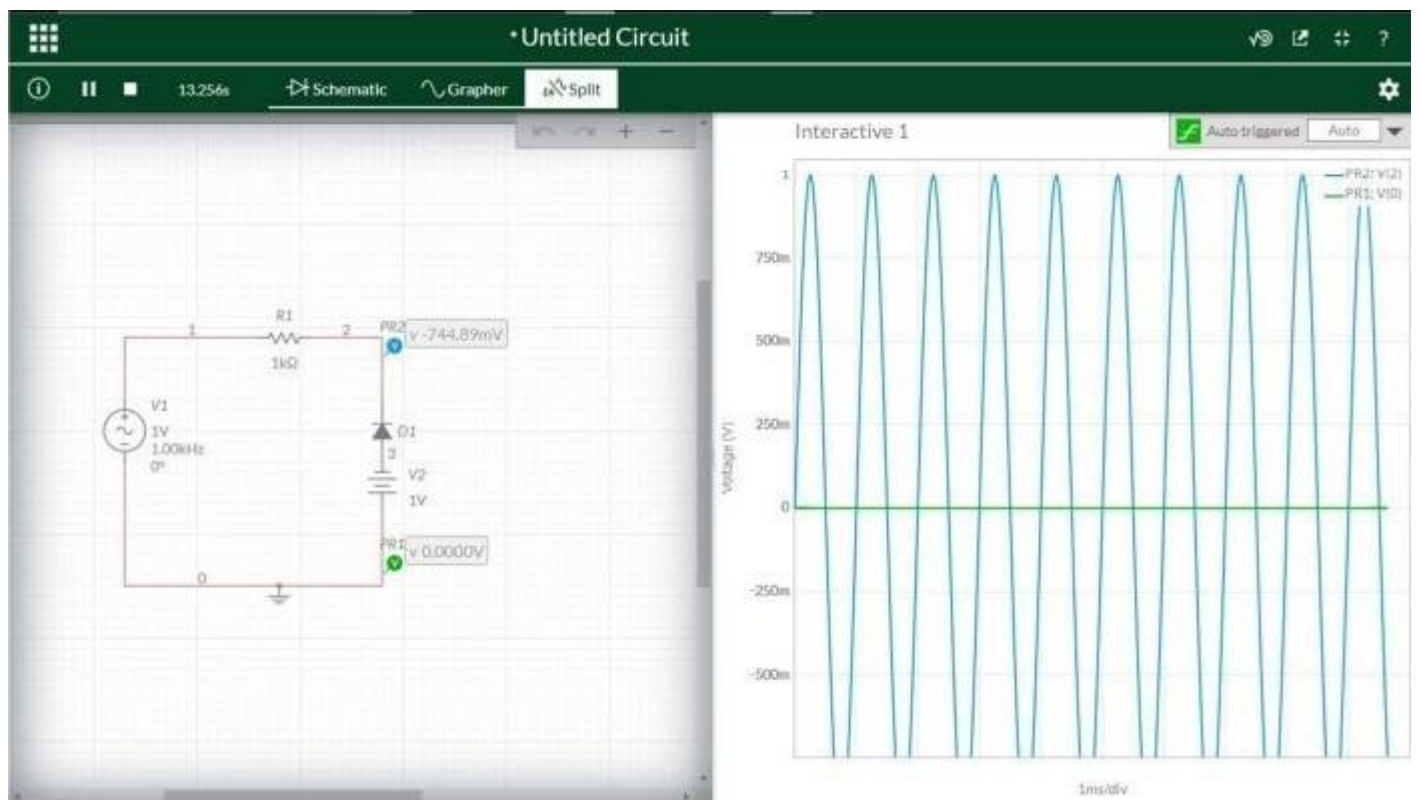 • Untitled Circuit
?
13.256s
Schematic
Grapher
Split
Interactive 1
Auto triggered
Auto
R1
1
2
1kΩ
PR2
v -744.89mV
V1
1V
1.00kHz
0°
D1
3
V2
1V
PR1
v 0.0000V
0
PR2: V(2)
PR1: V(0)
1
750m
500m
250m
0
-250m
-500m
Voltage (V)
1ms/div